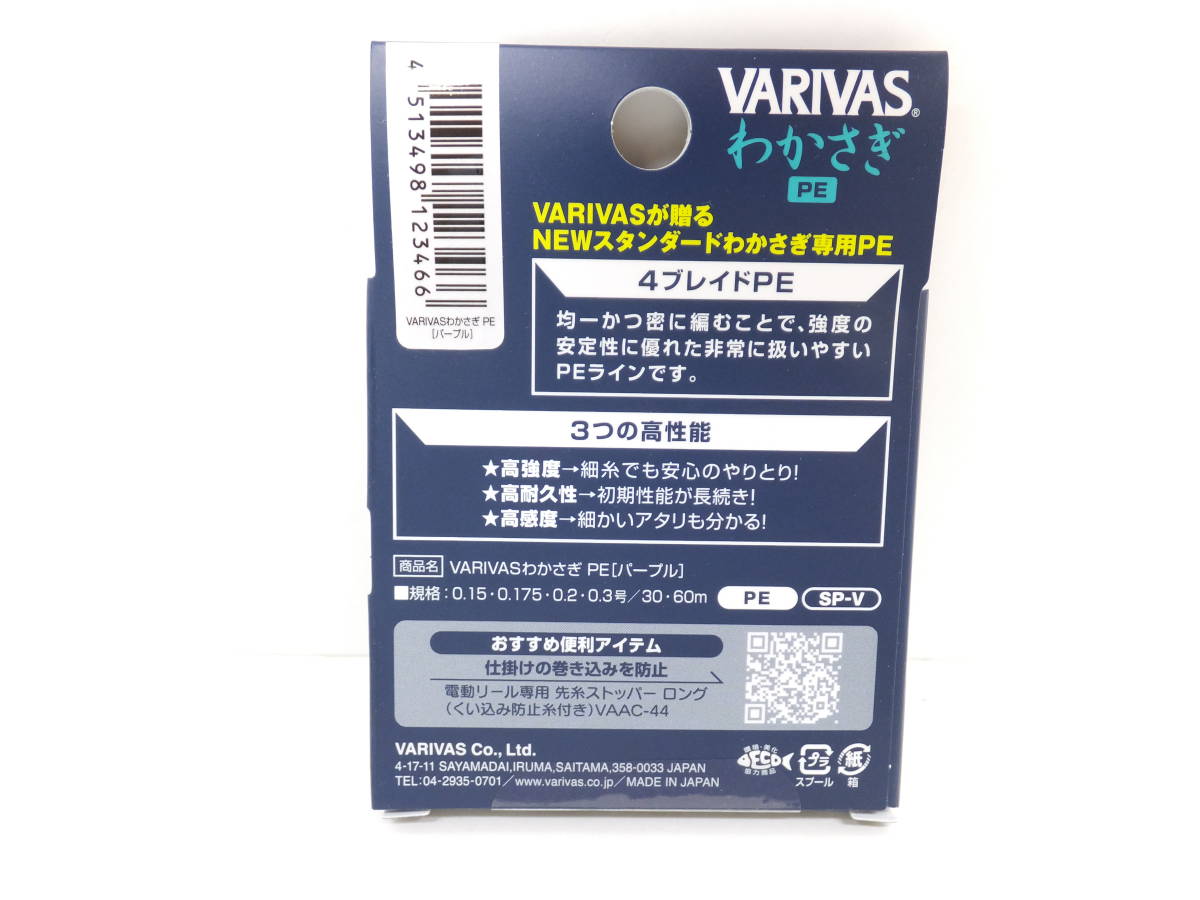 4 513498 123466
VARIVASわかさぎ PE
[パープル]
VARIVAS®
わかさぎ
PE
VARIVASが贈る
NEWスタンダードわかさぎ専用PE
4ブレイドPE
均一かつ密に編むことで、強度の
安定性に優れた非常に扱いやすい
PEラインです。
3つの高性能
★高強度→細糸でも安心のやりとり!
★高耐久性→初期性能が長続き!
★高感度→細かいアタリも分かる!
商品名 VARIVASわかさぎ PE[パープル]
■規格:0.15・0.175・0.2・0.3号/30・60m PE SP-V
おすすめ便利アイテム
仕掛けの巻き込みを防止
電動リール専用 先糸ストッパー ロング
(くい込み防止糸付き)VAAC-44
VARIVAS Co., Ltd.
4-17-11 SAYAMADAI,IRUMA,SAITAMA,358-0033 JAPAN
TEL:04-2935-0701/www.varivas.co.jp/MADE IN JAPAN
環境・美化
ECO
協力商品
プラ
スプール
紙
箱